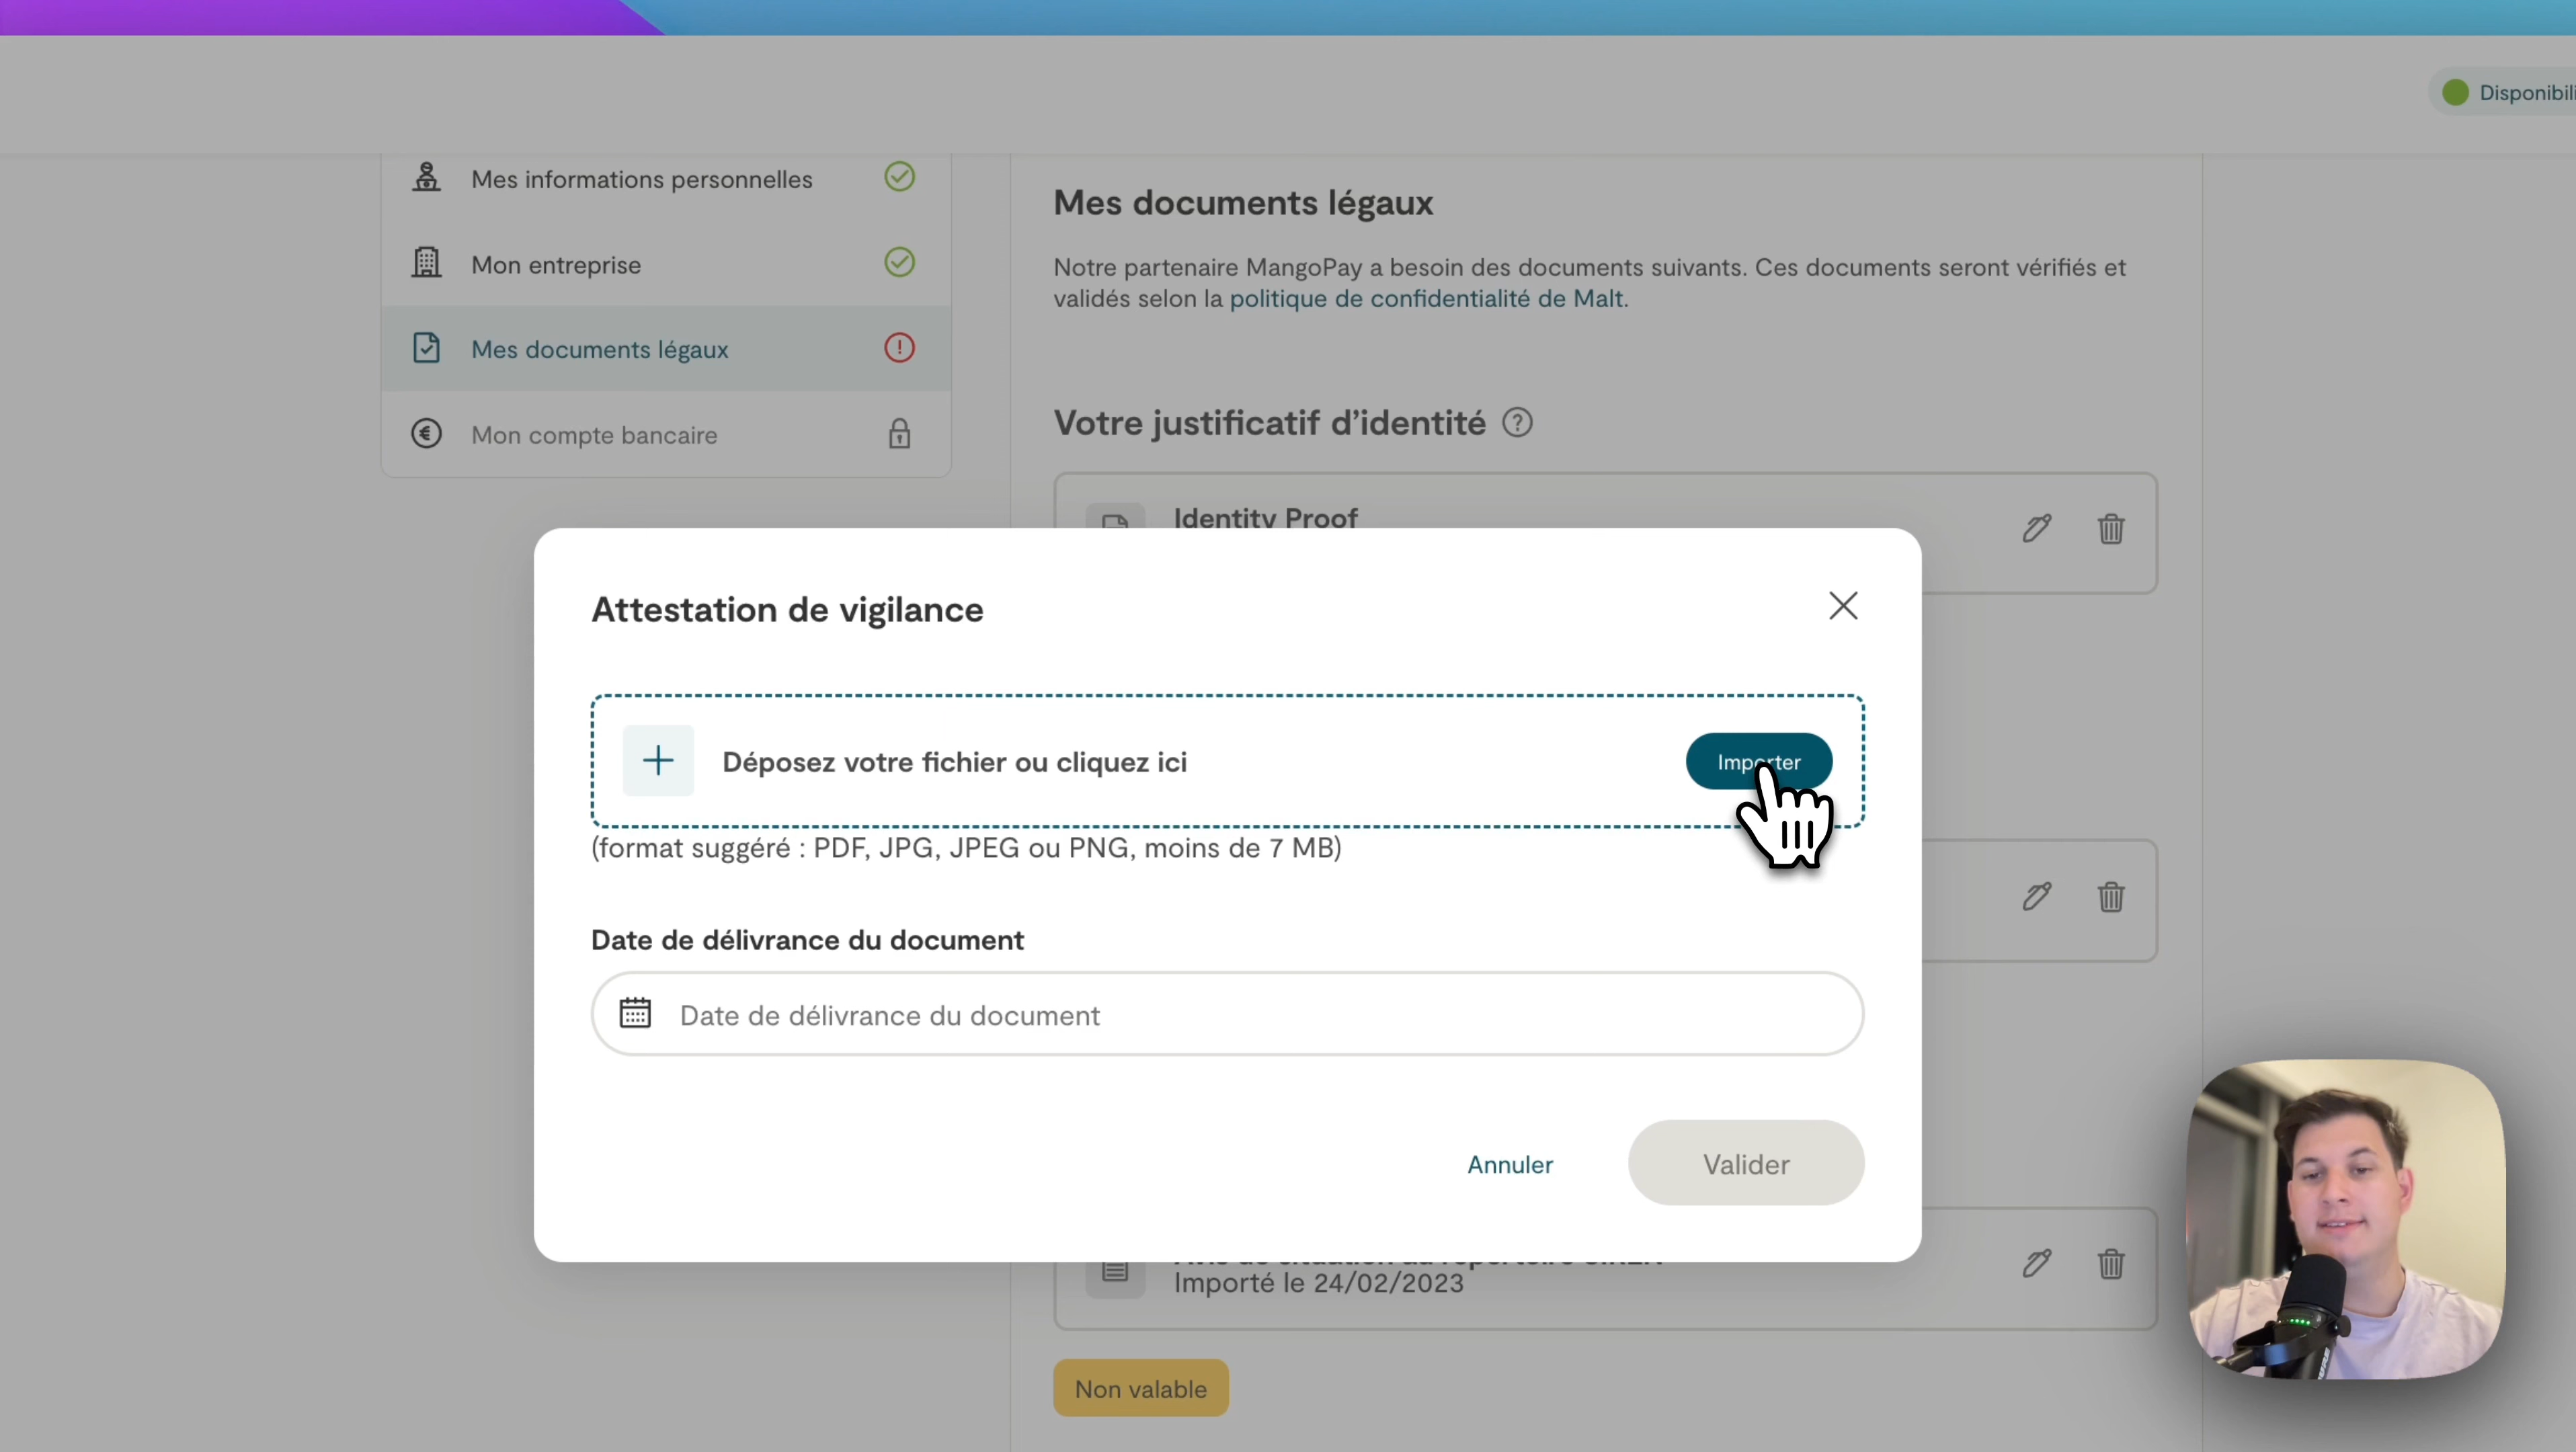 Disponibili
Mes informations personnelles
Mon entreprise
Mes documents légaux
Mon compte bancaire
Mes documents légaux
Notre partenaire MangoPay a besoin des documents suivants. Ces documents seront vérifiés et
validés selon la politique de confidentialité de Malt.
Votre justificatif d'identité
Identity Proof
Attestation de vigilance
Déposez votre fichier ou cliquez ici
Importer
(format suggéré : PDF, JPG, JPEG ou PNG, moins de 7 MB)
Date de délivrance du document
Date de délivrance du document
Annuler
Valider
Importé le 24/02/2023
Non valable